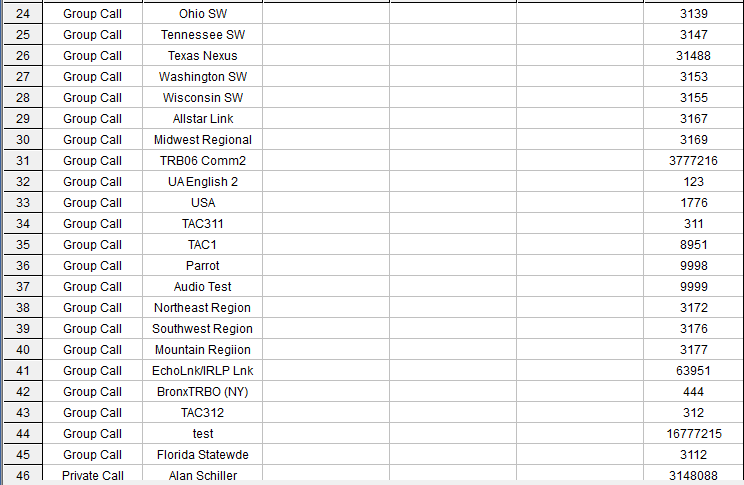 24 Group Call Ohio SW 3139
25 Group Call Tennessee SW 3147
26 Group Call Texas Nexus 31488
27 Group Call Washington SW 3153
28 Group Call Wisconsin SW 3155
29 Group Call Allstar Link 3167
30 Group Call Midwest Regional 3169
31 Group Call TRB06 Comm2 3777216
32 Group Call UA English 2 123
33 Group Call USA 1776
34 Group Call TAC311 311
35 Group Call TAC1 8951
36 Group Call Parrot 9998
37 Group Call Audio Test 9999
38 Group Call Northeast Region 3172
39 Group Call Southwest Region 3176
40 Group Call Mountain Regiion 3177
41 Group Call EchoLnk/IRLP Lnk 63951
42 Group Call BronxTRBO (NY) 444
43 Group Call TAC312 312
44 Group Call test 16777215
45 Group Call Florida Statewde 3112
46 Private Call Alan Schiller 3148088